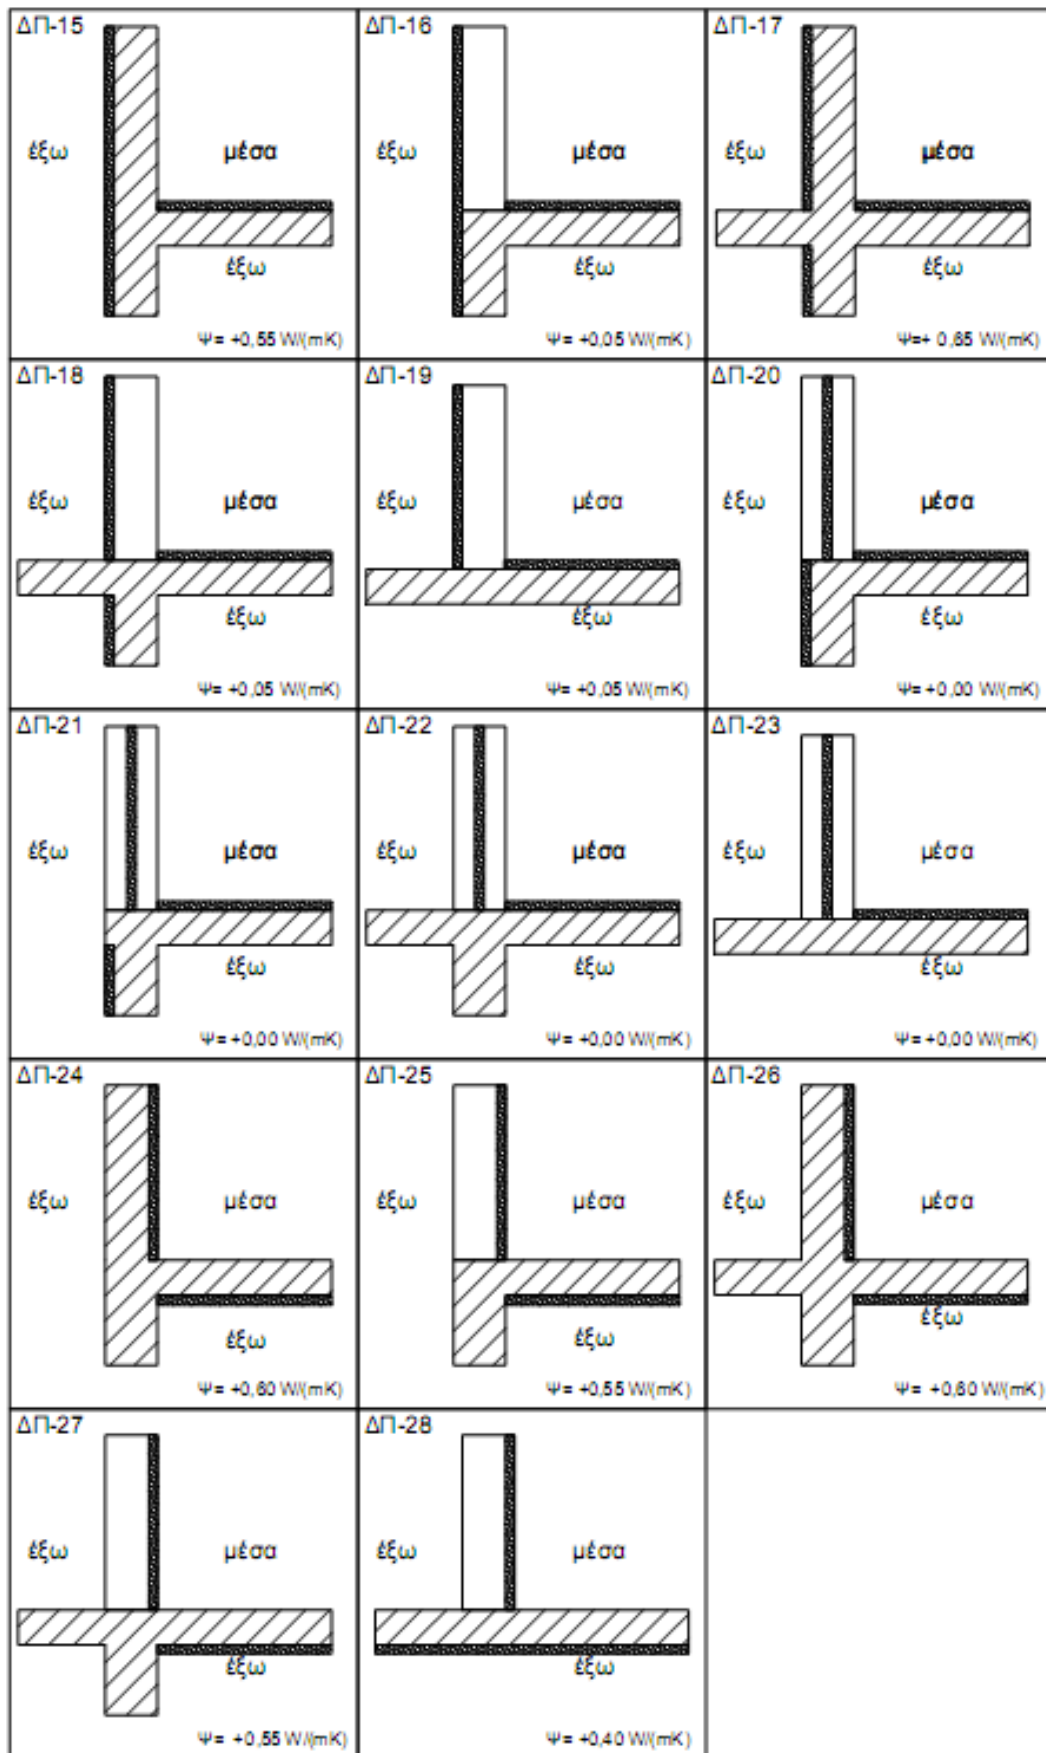 ΔΠ-15
έξω
μέσα
έξω
Ψ= +0,55 W/(mK)
ΔΠ-16
έξω
μέσα
έξω
Ψ= +0,05 W/(mK)
ΔΠ-17
έξω
μέσα
έξω
Ψ=+ 0,65 W/(mK)
ΔΠ-18
έξω
μέσα
έξω
Ψ= +0,05 W/(mK)
ΔΠ-19
έξω
μέσα
έξω
Ψ= +0,05 W/(mK)
ΔΠ-20
έξω
μέσα
έξω
Ψ= +0,00 W/(mK)
ΔΠ-21
έξω
μέσα
έξω
Ψ= +0,00 W/(mK)
ΔΠ-22
έξω
μέσα
έξω
Ψ= +0,00 W/(mK)
ΔΠ-23
έξω
μέσα
έξω
Ψ= +0,00 W/(mK)
ΔΠ-24
έξω
μέσα
έξω
Ψ= +0,60 W/(mK)
ΔΠ-25
έξω
μέσα
έξω
Ψ= +0,55 W/(mK)
ΔΠ-26
έξω
μέσα
έξω
Ψ= +0,60 W/(mK)
ΔΠ-27
έξω
μέσα
έξω
Ψ= +0,55 W/(mK)
ΔΠ-28
έξω
μέσα
έξω
Ψ= +0,40 W/(mK)